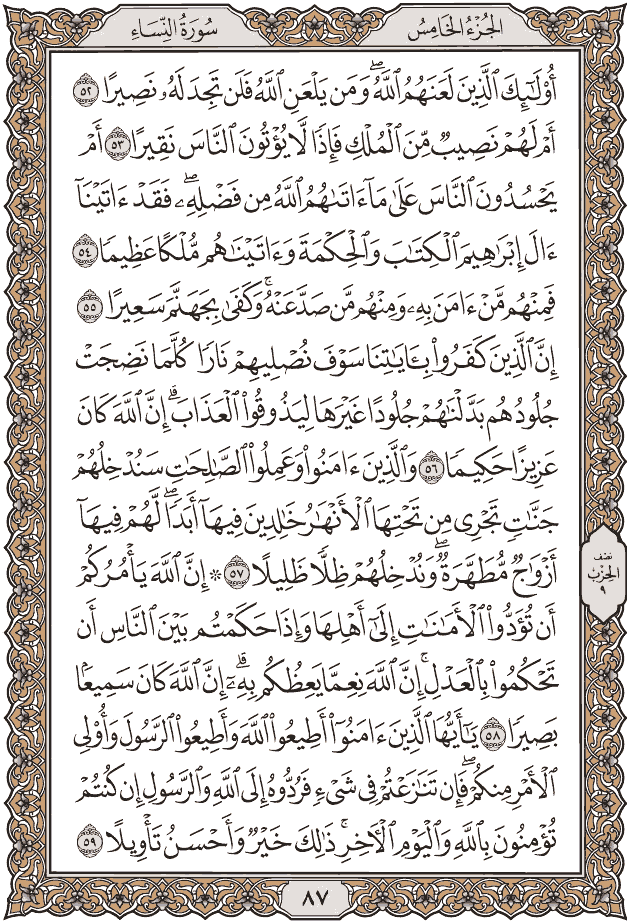 الجُزْءُ الخَامِسُ
سُورَةُ النِّسَاءِ
أُوْلَٰٓئِكَ ٱلَّذِينَ لَعَنَهُمُ ٱللَّهُۖ وَمَن يَلْعَنِ ٱللَّهُ فَلَن تَجِدَ لَهُۥ نَصِيرًا ٥٢
أَمْ لَهُمْ نَصِيبٌ مِّنَ ٱلْمُلْكِ فَإِذًا لَّا يُؤْتُونَ ٱلنَّاسَ نَقِيرًا ٥٣ أَمْ
يَحْسُدُونَ ٱلنَّاسَ عَلَىٰ مَآ ءَاتَىٰهُمُ ٱللَّهُ مِن فَضْلِهِۦۖ فَقَدْ ءَاتَيْنَآ
ءَالَ إِبْرَٰهِيمَ ٱلْكِتَٰبَ وَٱلْحِكْمَةَ وَءَاتَيْنَٰهُم مُّلْكًا عَظِيمًا ٥٤
فَمِنْهُم مَّنْ ءَامَنَ بِهِۦ وَمِنْهُم مَّن صَدَّ عَنْهُۚ وَكَفَىٰ بِجَهَنَّمَ سَعِيرًا ٥٥
إِنَّ ٱلَّذِينَ كَفَرُواْ بِـَٔايَٰتِنَا سَوْفَ نُصْلِيهِمْ نَارًا كُلَّمَا نَضِجَتْ
جُلُودُهُم بَدَّلْنَٰهُمْ جُلُودًا غَيْرَهَا لِيَذُوقُواْ ٱلْعَذَابَۗ إِنَّ ٱللَّهَ كَانَ
عَزِيزًا حَكِيمًا ٥٦ وَٱلَّذِينَ ءَامَنُواْ وَعَمِلُواْ ٱلصَّٰلِحَٰتِ سَنُدْخِلُهُمْ
جَنَّٰتٍ تَجْرِي مِن تَحْتِهَا ٱلْأَنْهَٰرُ خَٰلِدِينَ فِيهَآ أَبَدًاۖ لَّهُمْ فِيهَآ
أَزْوَٰجٌ مُّطَهَّرَةٌۖ وَنُدْخِلُهُمْ ظِلًّا ظَلِيلًا ٥٧ ۞ إِنَّ ٱللَّهَ يَأْمُرُكُمْ
أَن تُؤَدُّواْ ٱلْأَمَٰنَٰتِ إِلَىٰٓ أَهْلِهَا وَإِذَا حَكَمْتُم بَيْنَ ٱلنَّاسِ أَن
تَحْكُمُواْ بِٱلْعَدْلِۚ إِنَّ ٱللَّهَ نِعِمَّا يَعِظُكُم بِهِۦٓۗ إِنَّ ٱللَّهَ كَانَ سَمِيعًۢا
بَصِيرًا ٥٨ يَٰٓأَيُّهَا ٱلَّذِينَ ءَامَنُوٓاْ أَطِيعُواْ ٱللَّهَ وَأَطِيعُواْ ٱلرَّسُولَ وَأُوْلِي
ٱلْأَمْرِ مِنكُمْۖ فَإِن تَنَٰزَعْتُمْ فِي شَيْءٍ فَرُدُّوهُ إِلَى ٱللَّهِ وَٱلرَّسُولِ إِن كُنتُمْ
تُؤْمِنُونَ بِٱللَّهِ وَٱلْيَوْمِ ٱلْأٓخِرِۚ ذَٰلِكَ خَيْرٌ وَأَحْسَنُ تَأْوِيلًا ٥٩
نصف
الحزب
٩
٨٧